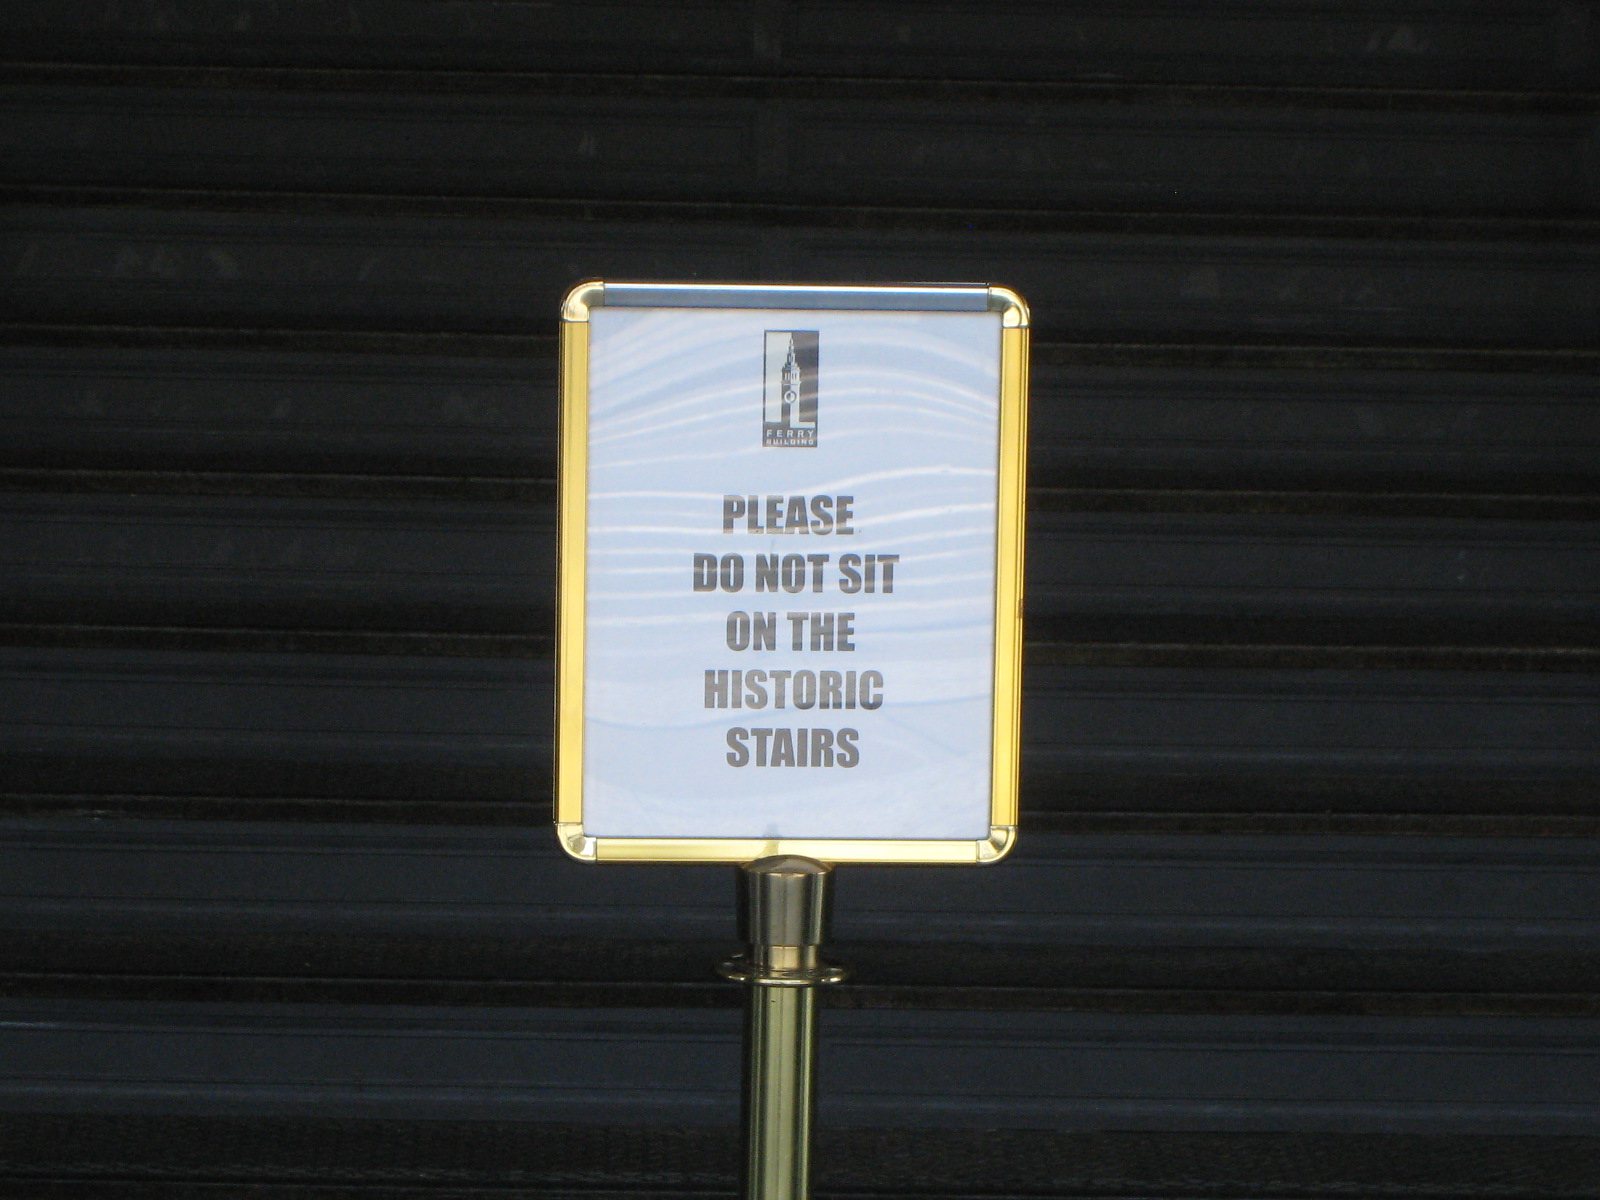 FERRY
BUILDING
PLEASE
DO NOT SIT
ON THE
HISTORIC
STAIRS